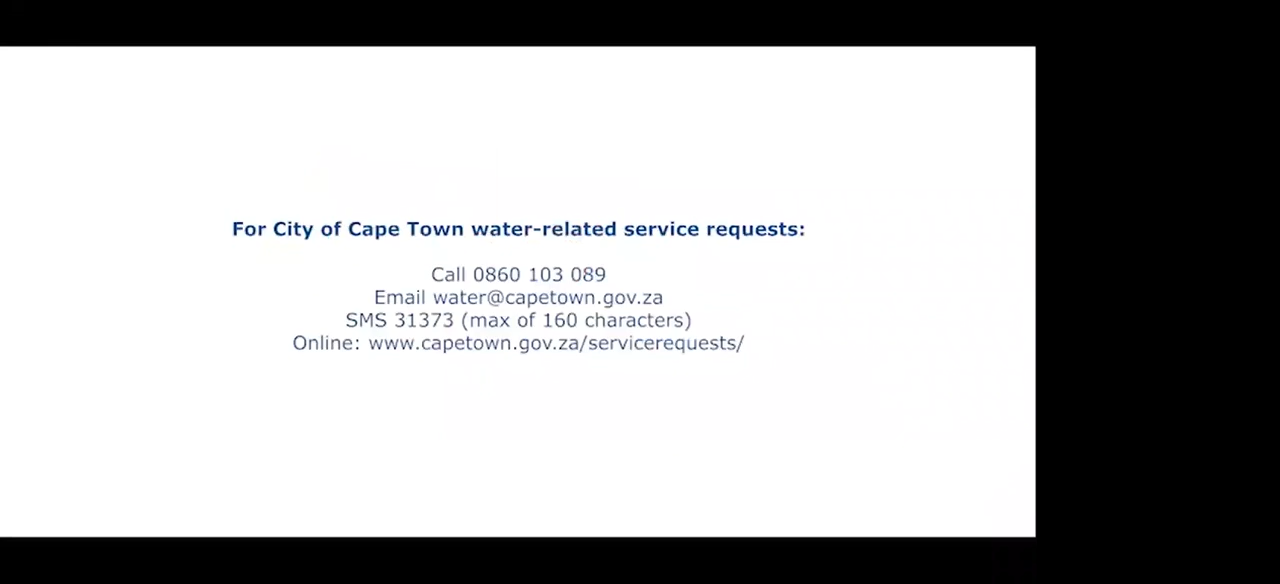 For City of Cape Town water-related service requests:
Call 0860 103 089
Email water@capetown.gov.za
SMS 31373 (max of 160 characters)
Online: www.capetown.gov.za/servicerequests/